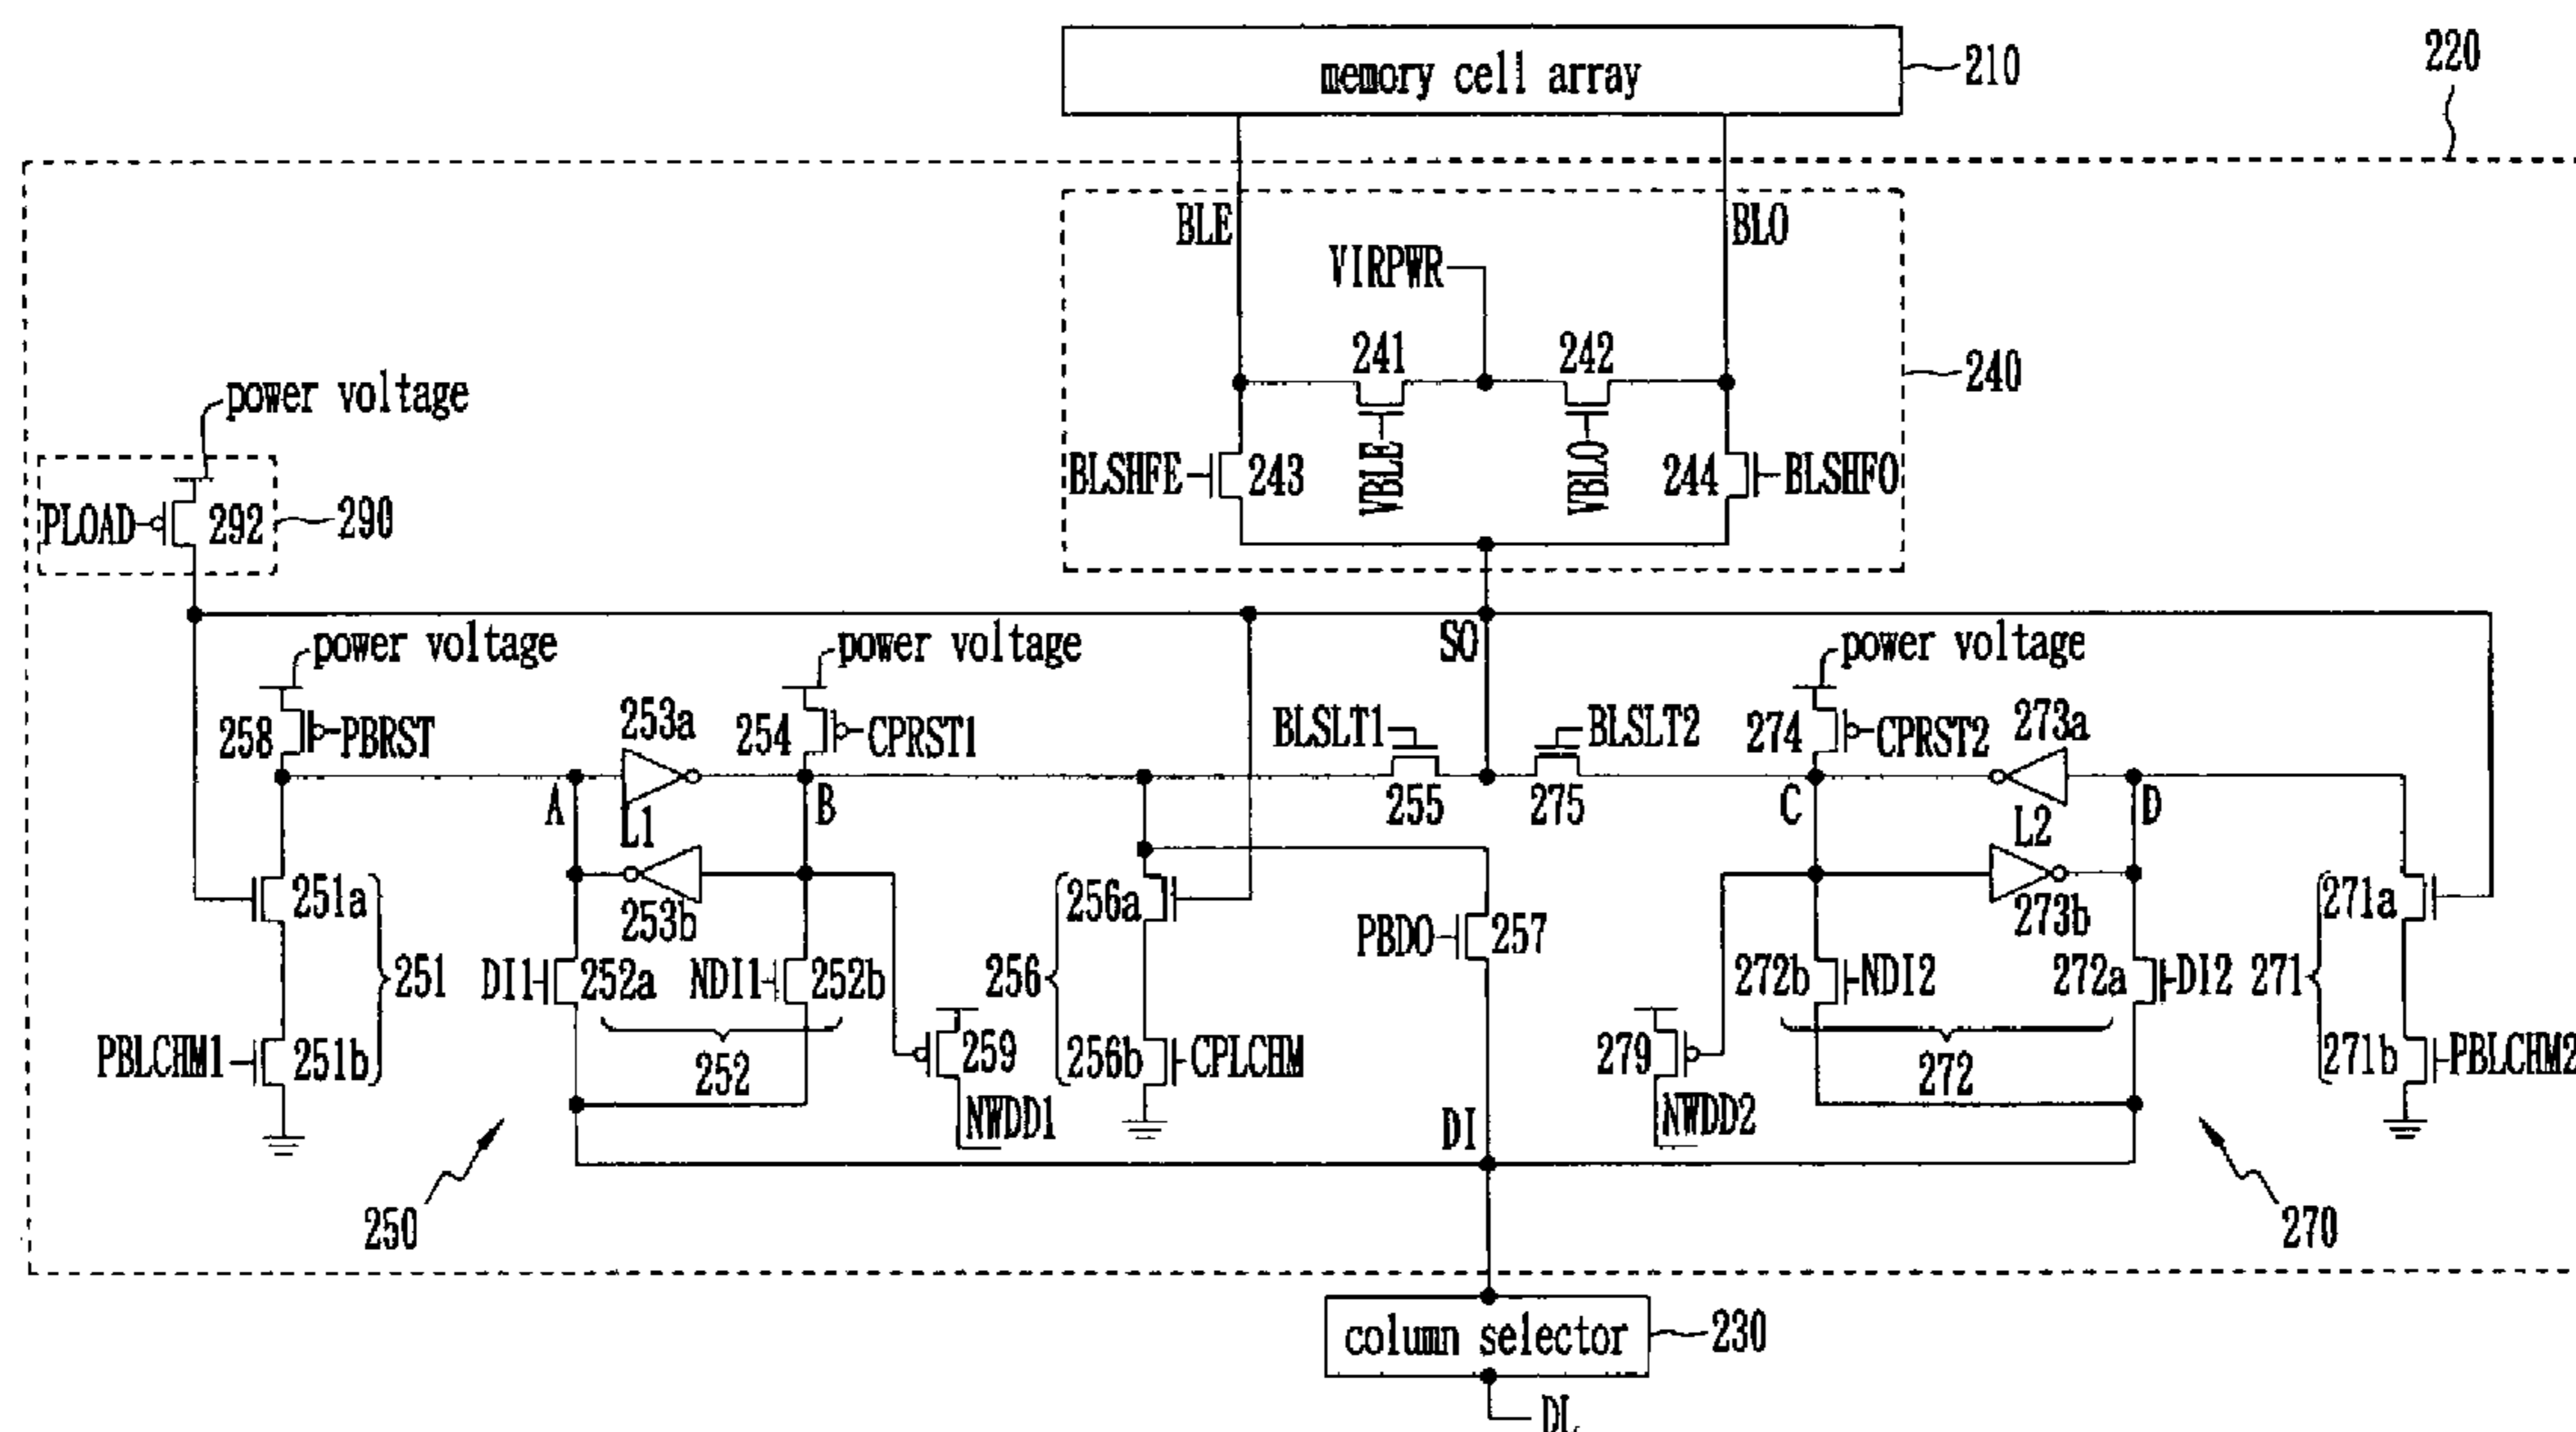 memory cell array
210
220
BLE
BLO
VIRPWR
241
242
240
power voltage
BLSHFE
243
VBLE
VBLO
244
BLSHFO
PLOAD
292
290
SO
power voltage
power voltage
power voltage
258
PBRST
253a
254
CPRST1
BLSLT1
BLSLT2
274
CPRST2
273a
A
L1
B
255
275
C
L2
D
251a
253b
256a
PBDO
257
273b
271a
251
DI1
252a
NDI1
252b
256
272b
NDI2
272a
DI2
271
PBLCHM1
251b
252
259
256b
CPLCHM
279
272
271b
PBLCHM2
NWDD1
DI
NWDD2
250
270
column selector
230
DL